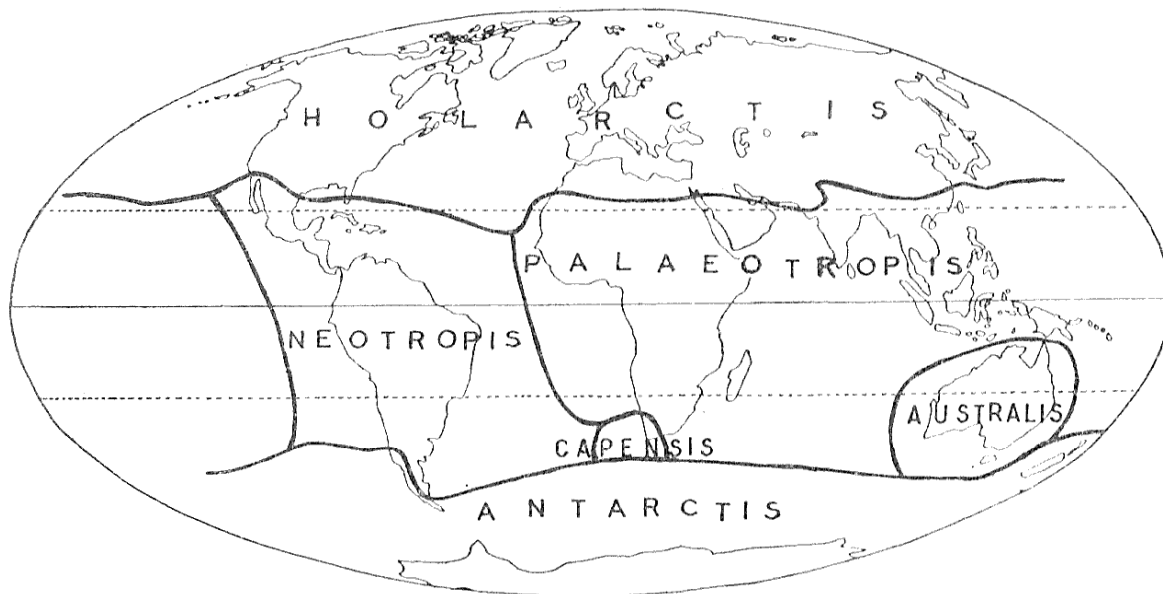 HOLARCTIS
PALAEOTROPIS
NEOTROPIS
AUSTRALIS
CAPENSIS
ANTARCTIS